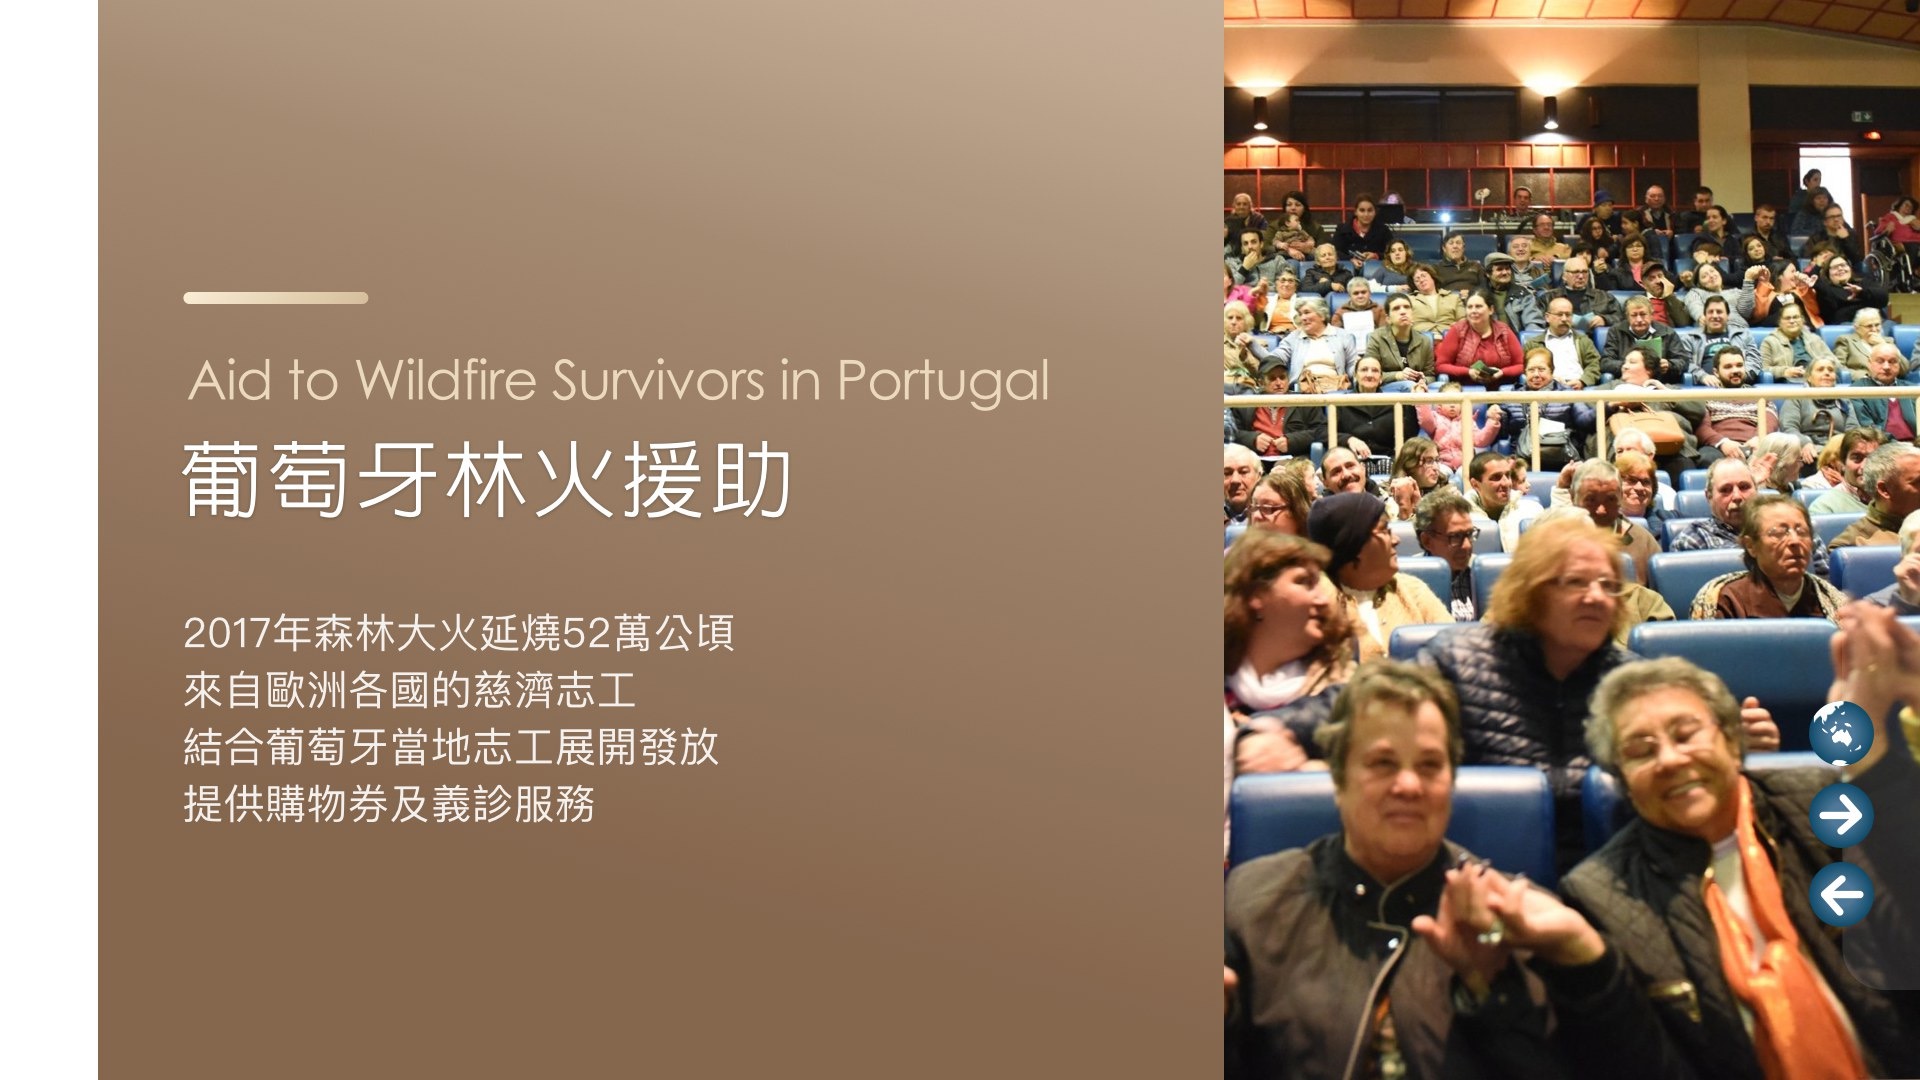 Aid to Wildfire Survivors in Portugal
葡萄牙林火援助
2017年森林大火延燒52萬公頃
來自歐洲各國的慈濟志工
結合葡萄牙當地志工展開發放
提供購物券及義診服務